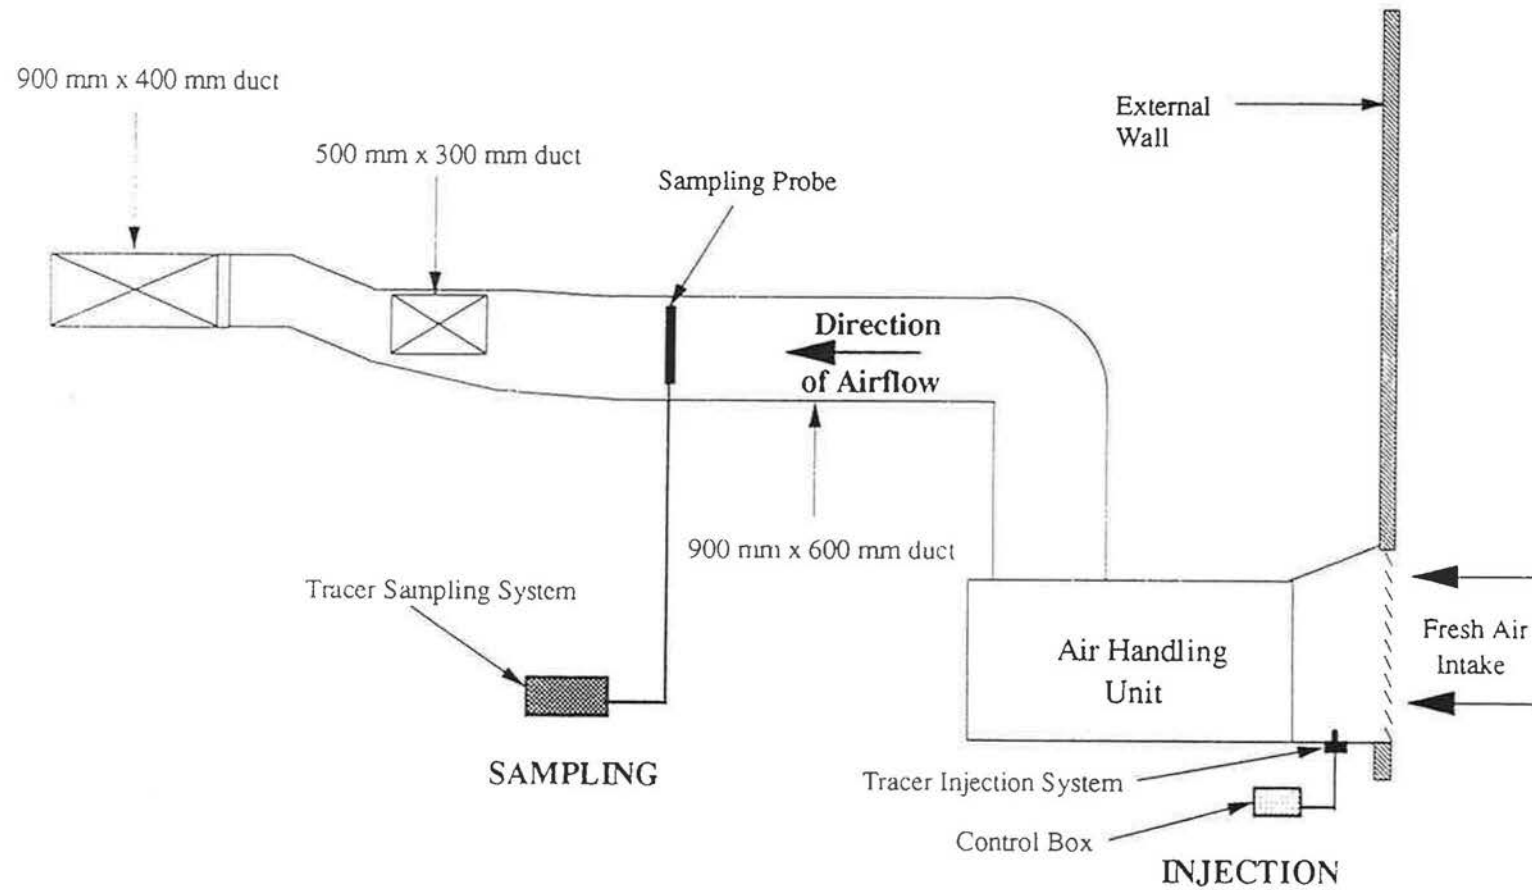 900 mm x 400 mm duct
500 mm x 300 mm duct
Sampling Probe
External
Wall
Direction
of Airflow
900 mm x 600 mm duct
Tracer Sampling System
Fresh Air
Intake
Air Handling
Unit
SAMPLING
Tracer Injection System
Control Box
INJECTION